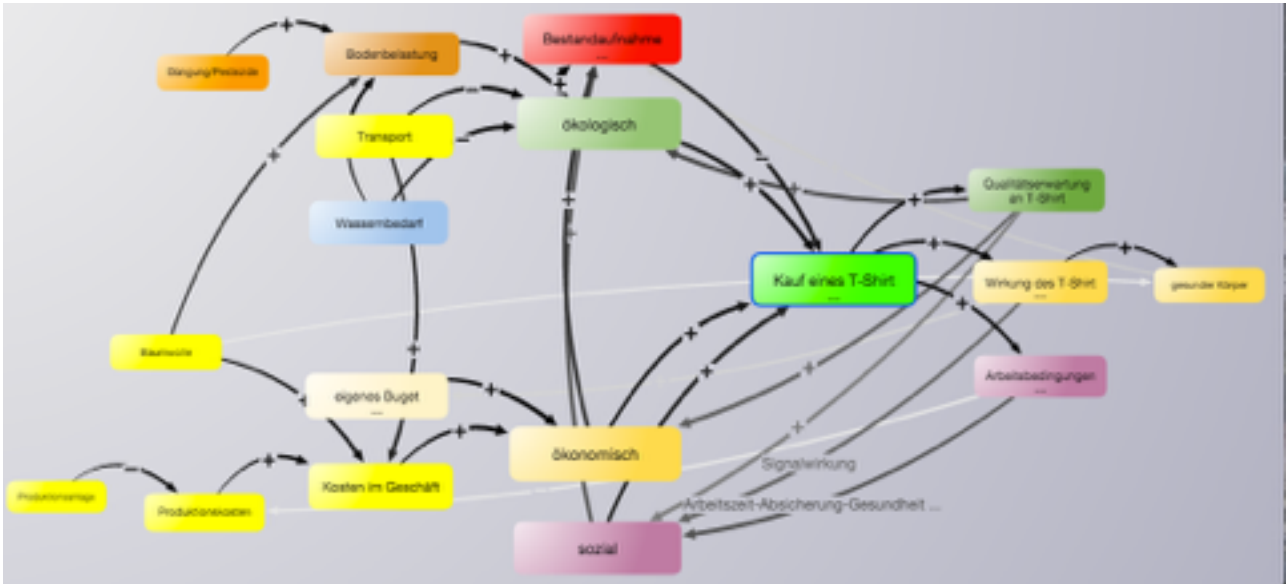 Bestandaufnahme
...
Bodenbelastung
Düngung/Pestizide
ökologisch
Transport
Qualitätserwartung
an T-Shirt
Wasserbedarf
Kauf eines T-Shirt
...
Wirkung des T-Shirt
...
gesunder Körper
Baumwolle
Arbeitsbedingungen
...
eigenes Buget
...
ökonomisch
Signalwirkung
Kosten im Geschäft
Produktionsanlage
Produktionskosten
Arbeitszeit-Absicherung-Gesundheit ...
sozial